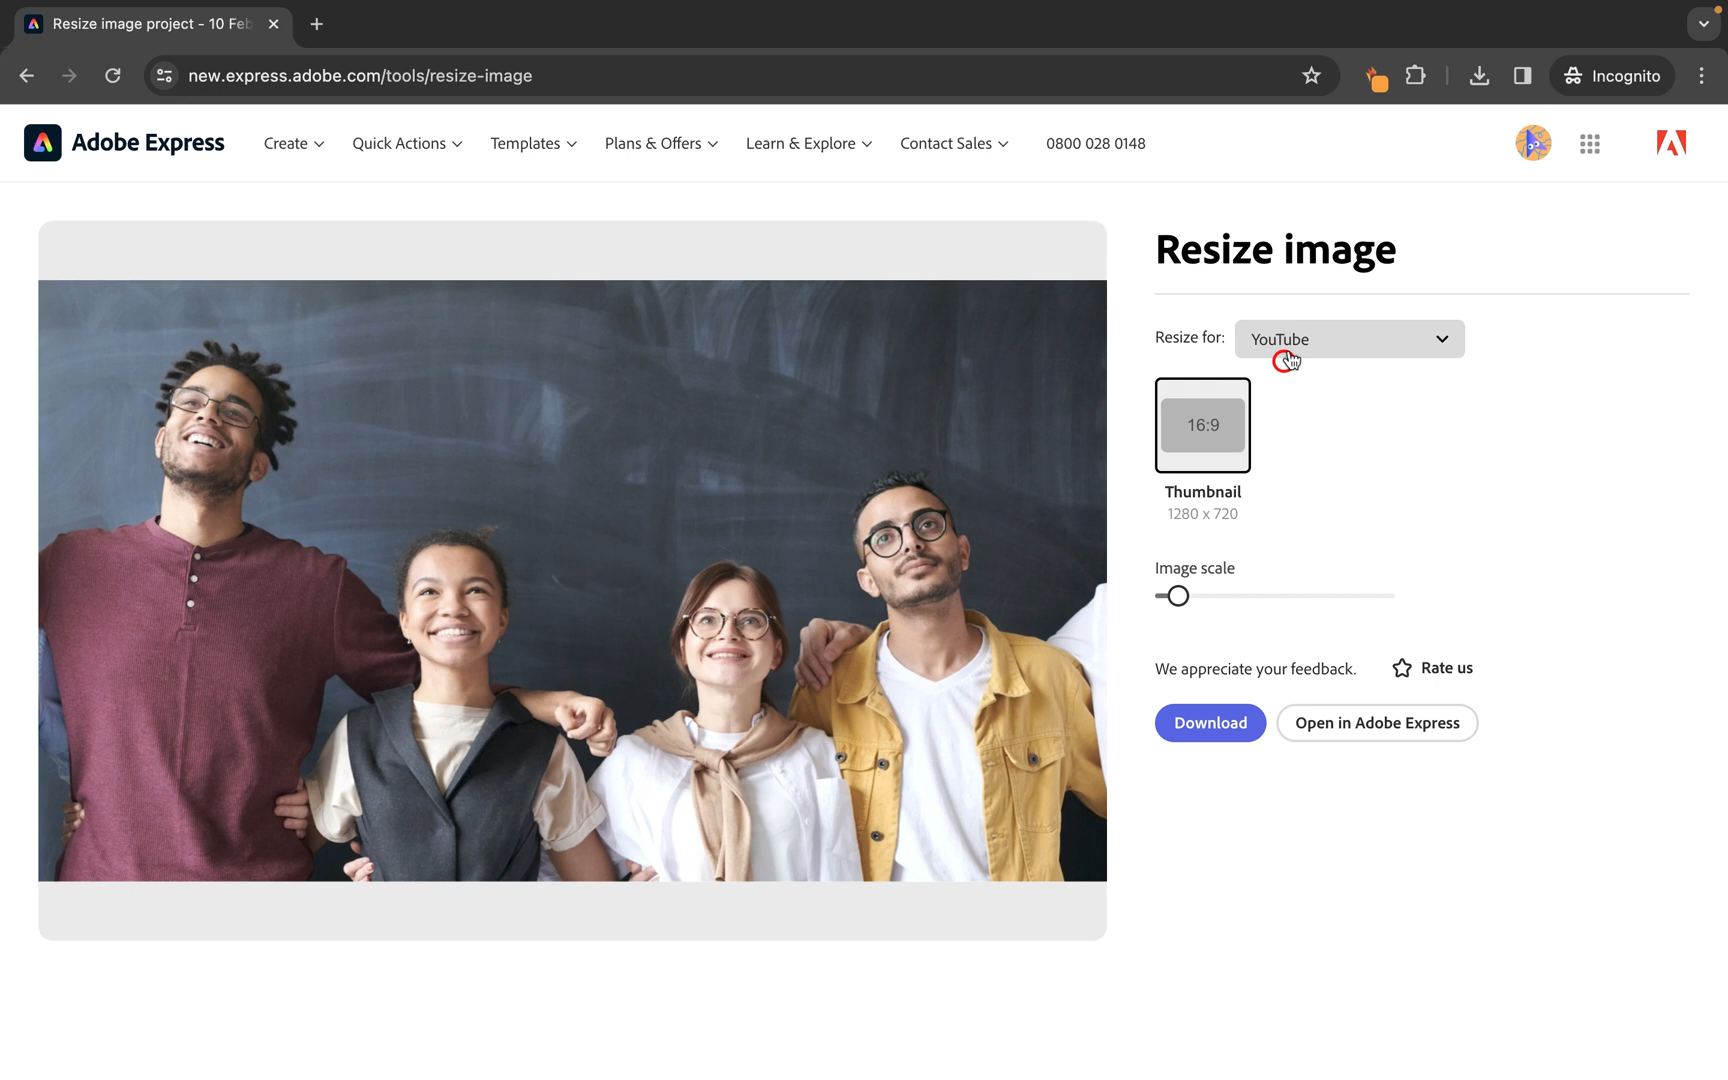 Resize image project - 10 Feb
new.express.adobe.com/tools/resize-image
Incognito
Adobe Express
Create
Quick Actions
Templates
Plans & Offers
Learn & Explore
Contact Sales
0800 028 0148
Resize image
Resize for:
YouTube
16:9
Thumbnail
1280 x 720
Image scale
We appreciate your feedback.
Rate us
Download
Open in Adobe Express